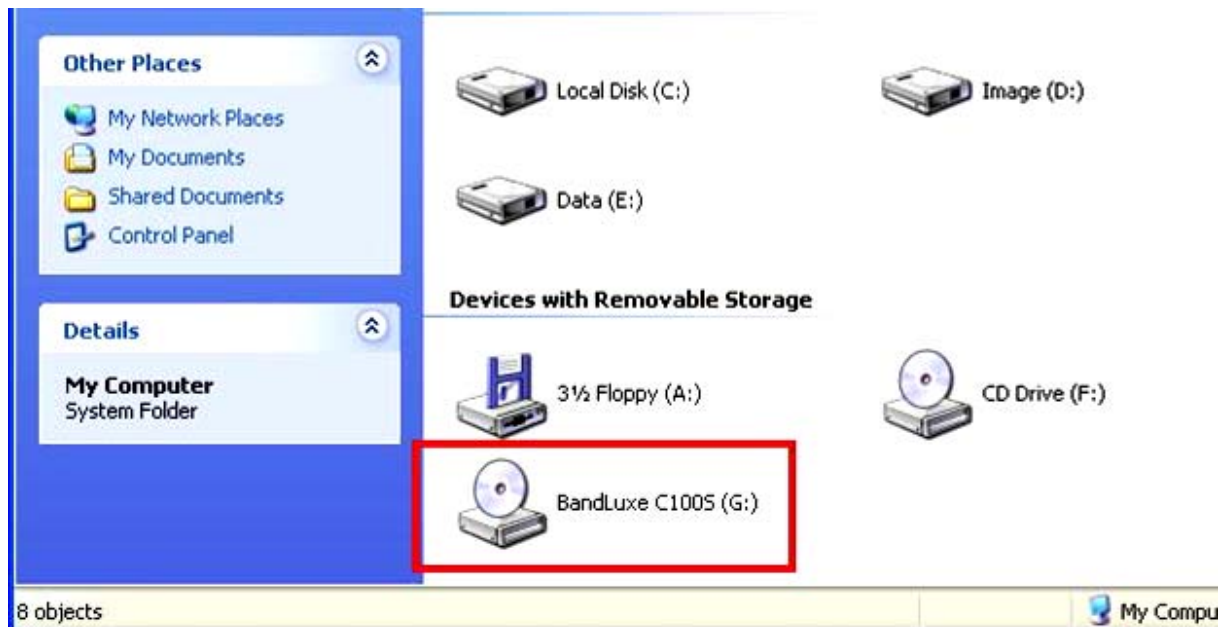 Other Places
My Network Places
My Documents
Shared Documents
Control Panel
Details
My Computer
System Folder
Local Disk (C:)
Image (D:)
Data (E:)
Devices with Removable Storage
3½ Floppy (A:)
CD Drive (F:)
BandLuxe C100S (G:)
8 objects
My Compu